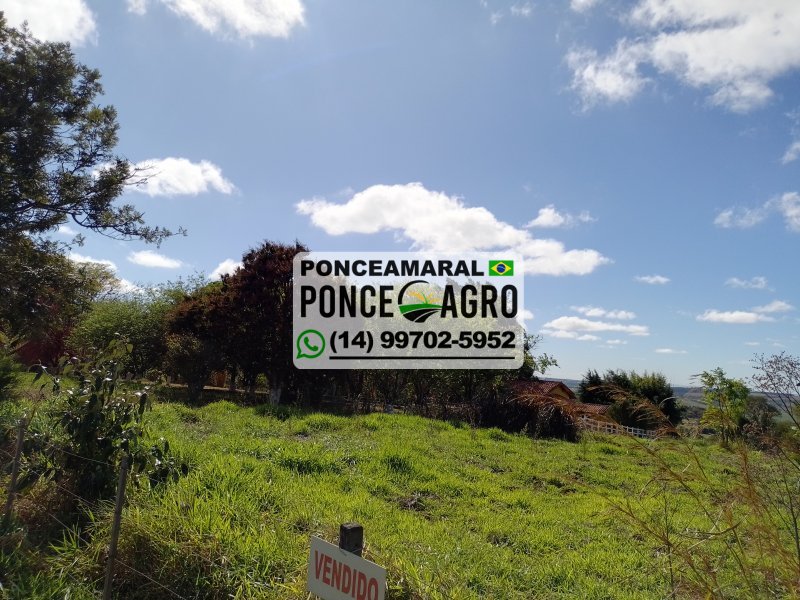 PONCEAMARAL
PONCE AGRO
(14) 99702-5952
VENDIDO